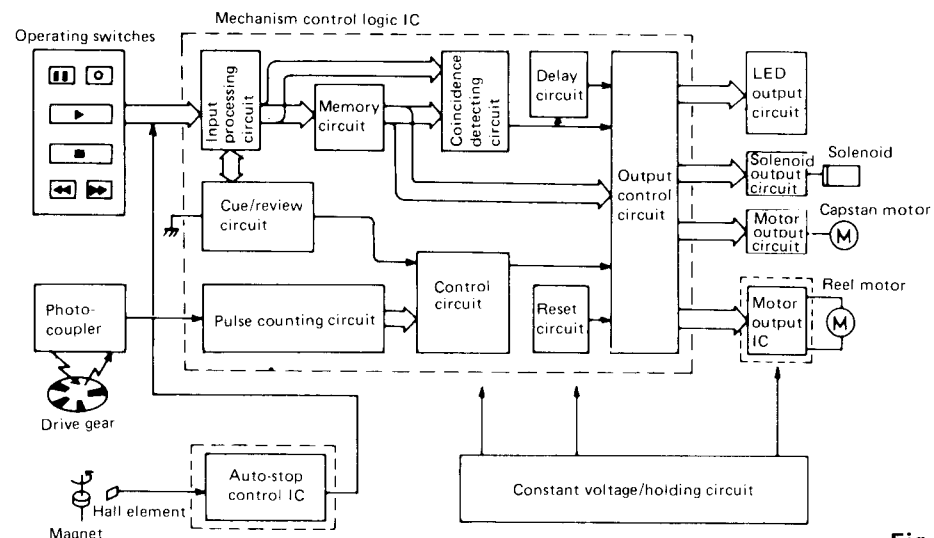 Mechanism control logic IC
Operating switches
Input
processing
circuit
Memory
circuit
Coincidence
detecting
circuit
Delay
circuit
Output
control
circuit
LED
output
circuit
Solenoid
output
circuit
Solenoid
Motor
output
circuit
Capstan motor
M
Cue/review
circuit
Control
circuit
Reset
circuit
Motor
output
IC
Reel motor
M
Photo-
coupler
Pulse counting circuit
Drive gear
Auto-stop
control IC
Hall element
Magnet
Constant voltage/holding circuit